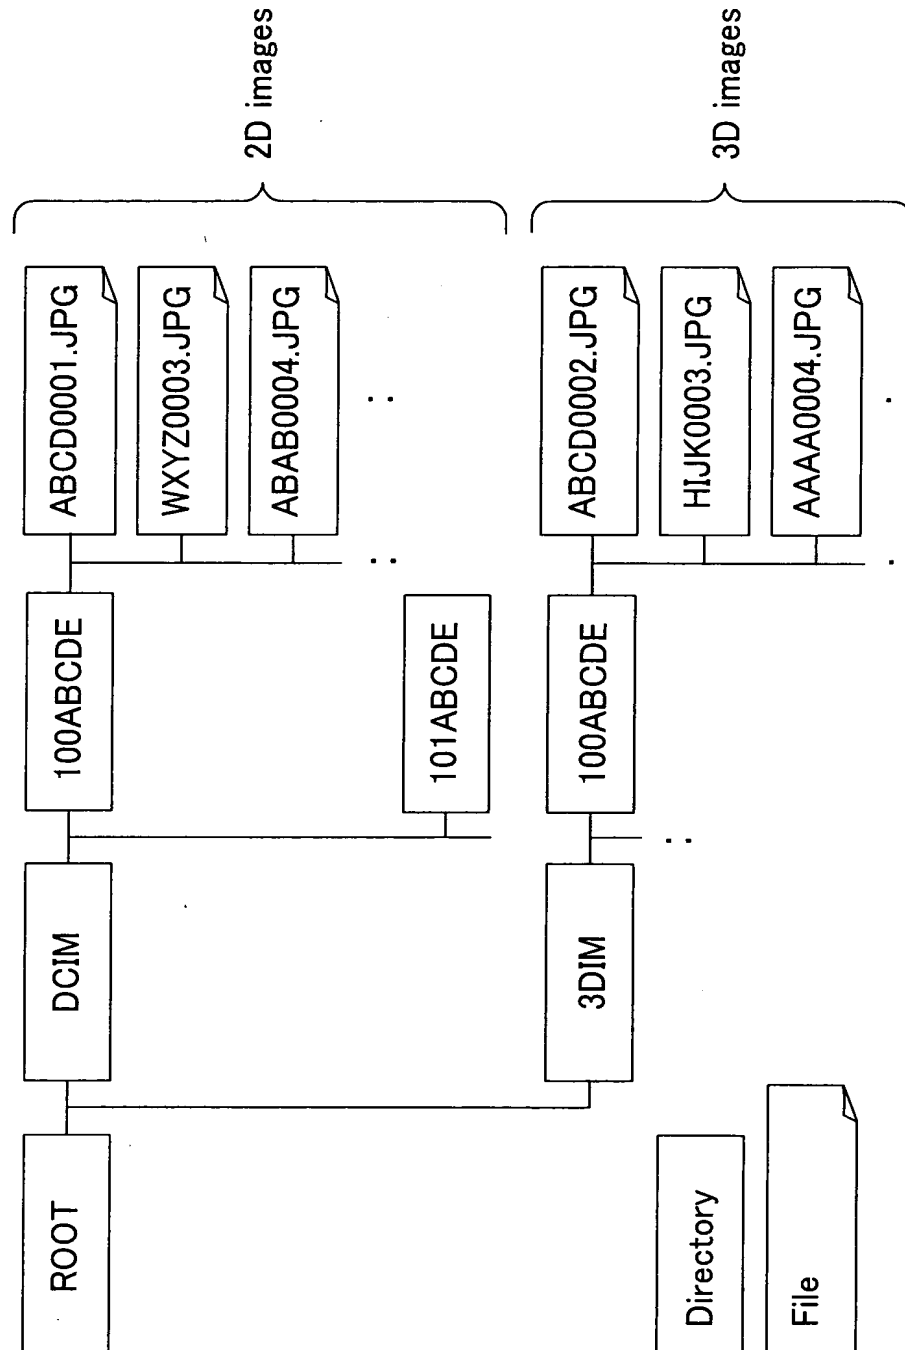 ROOT
DCIM
100ABCDE
ABCD0001.JPG
WXYZ0003.JPG
ABAB0004.JPG
101ABCDE
2D images
3DIM
100ABCDE
ABCD0002.JPG
HIJK0003.JPG
AAAA0004.JPG
3D images
Directory
File